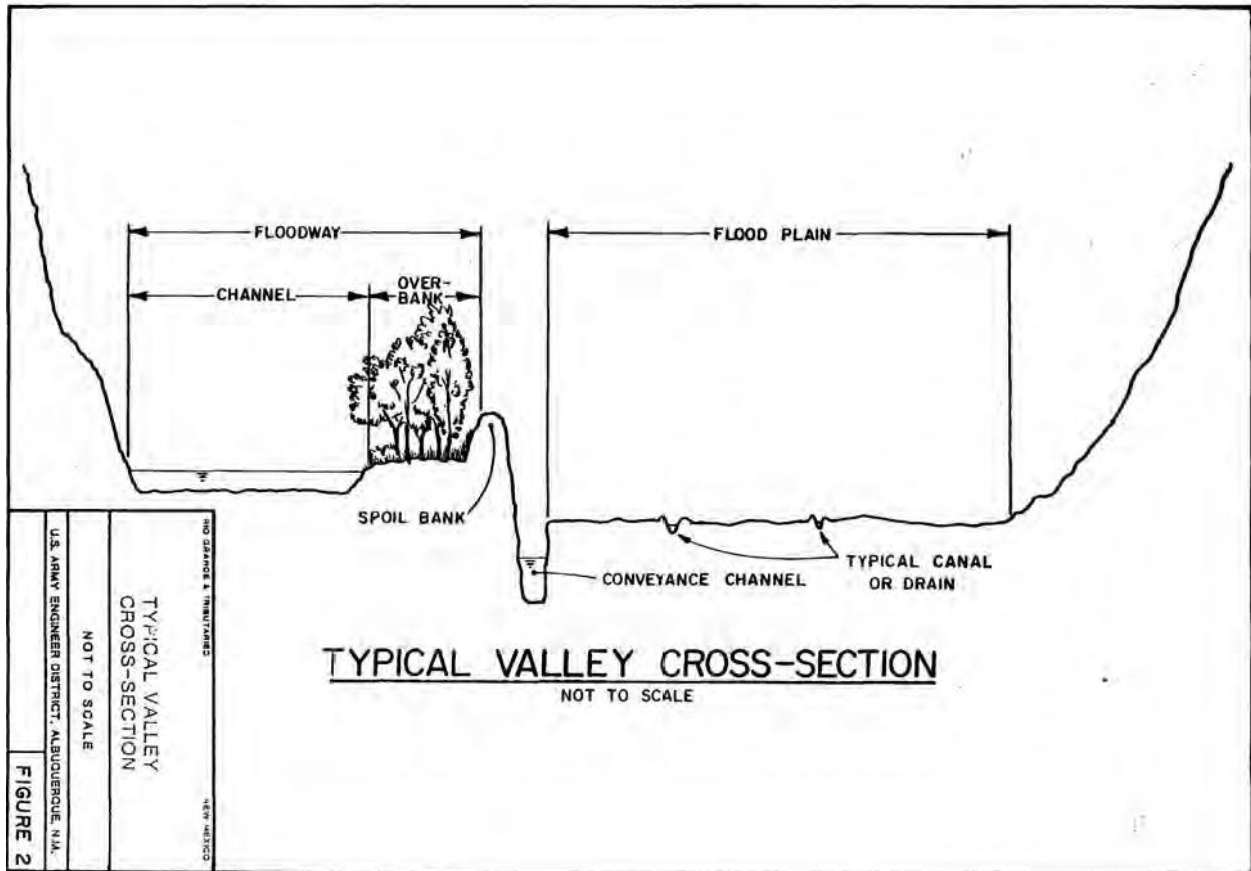 FLOODWAY
FLOOD PLAIN
CHANNEL
OVER-
BANK
SPOIL BANK
CONVEYANCE CHANNEL
TYPICAL CANAL
OR DRAIN
TYPICAL VALLEY CROSS-SECTION
NOT TO SCALE
RIO GRANDE & TRIBUTARIES NEW MEXICO
TYPICAL VALLEY
CROSS-SECTION
NOT TO SCALE
U.S. ARMY ENGINEER DISTRICT, ALBUQUERQUE, N.M.
FIGURE 2